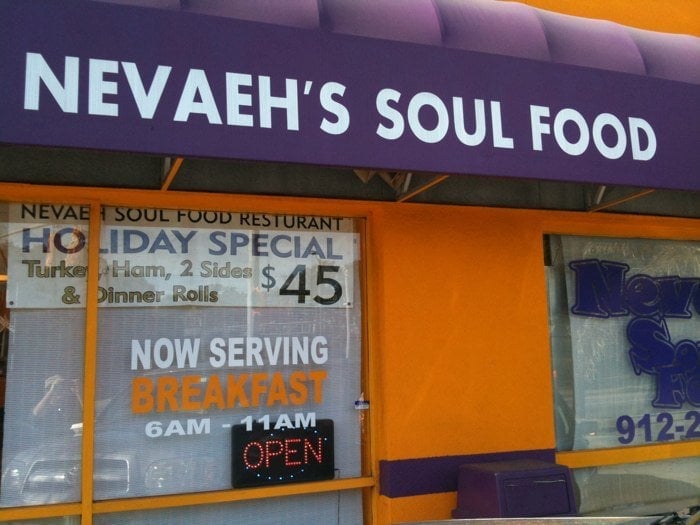 NEVAEH'S SOUL FOOD
NEVAEH SOUL FOOD RESTURANT
HOLIDAY SPECIAL
Turkey, Ham, 2 Sides
& Dinner Rolls
$45
NOW SERVING
BREAKFAST
6AM - 11AM
OPEN
912-2